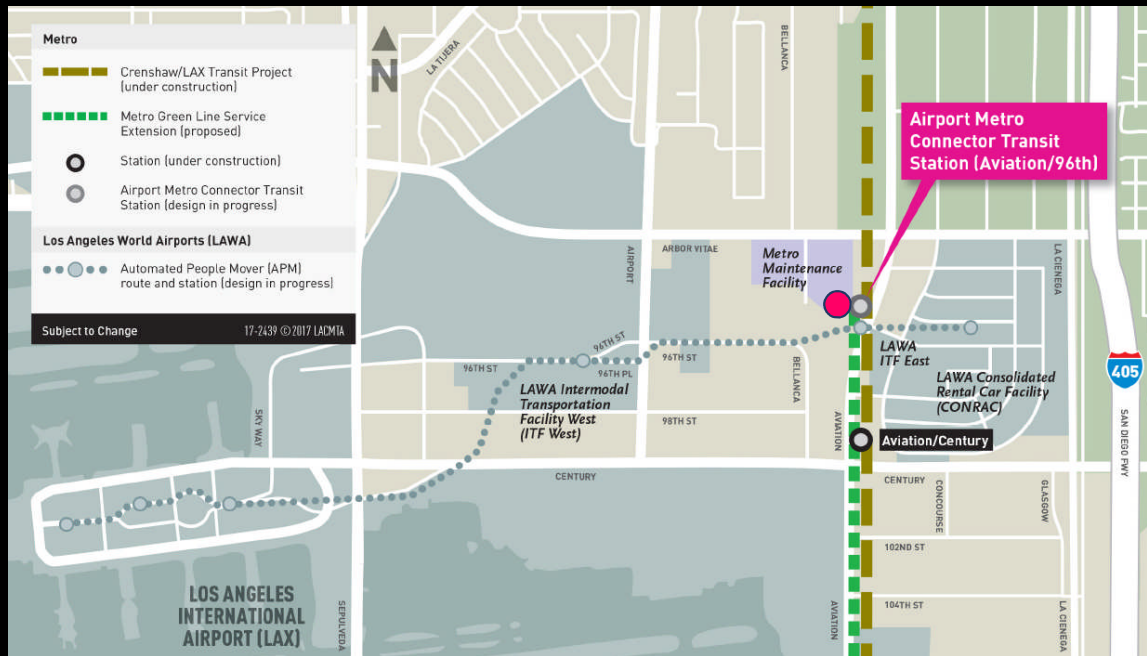 Metro
Crenshaw/LAX Transit Project
(under construction)
Metro Green Line Service
Extension (proposed)
Station (under construction)
Airport Metro Connector Transit
Station (design in progress)
Los Angeles World Airports (LAWA)
Automated People Mover (APM)
route and station (design in progress)
Subject to Change
17-2439 ©2017 LACMTA
N
LA TIJERA
BELLANCA
Airport Metro
Connector Transit
Station (Aviation/96th)
AIRPORT
ARBOR VITAE
Metro
Maintenance
Facility
LA CIENEGA
96TH ST
96TH ST
96TH PL
96TH ST
BELLANCA
LAWA
ITF East
LAWA Consolidated
Rental Car Facility
(CONRAC)
405
LAWA Intermodal
Transportation
Facility West
(ITF West)
98TH ST
SKY WAY
AVIATION
Aviation/Century
SAN DIEGO FWY
CENTURY
CENTURY
CONCOURSE
GLASGOW
102ND ST
104TH ST
LOS ANGELES
INTERNATIONAL
AIRPORT (LAX)
SEPULVEDA
AVIATION
LA CIENEGA